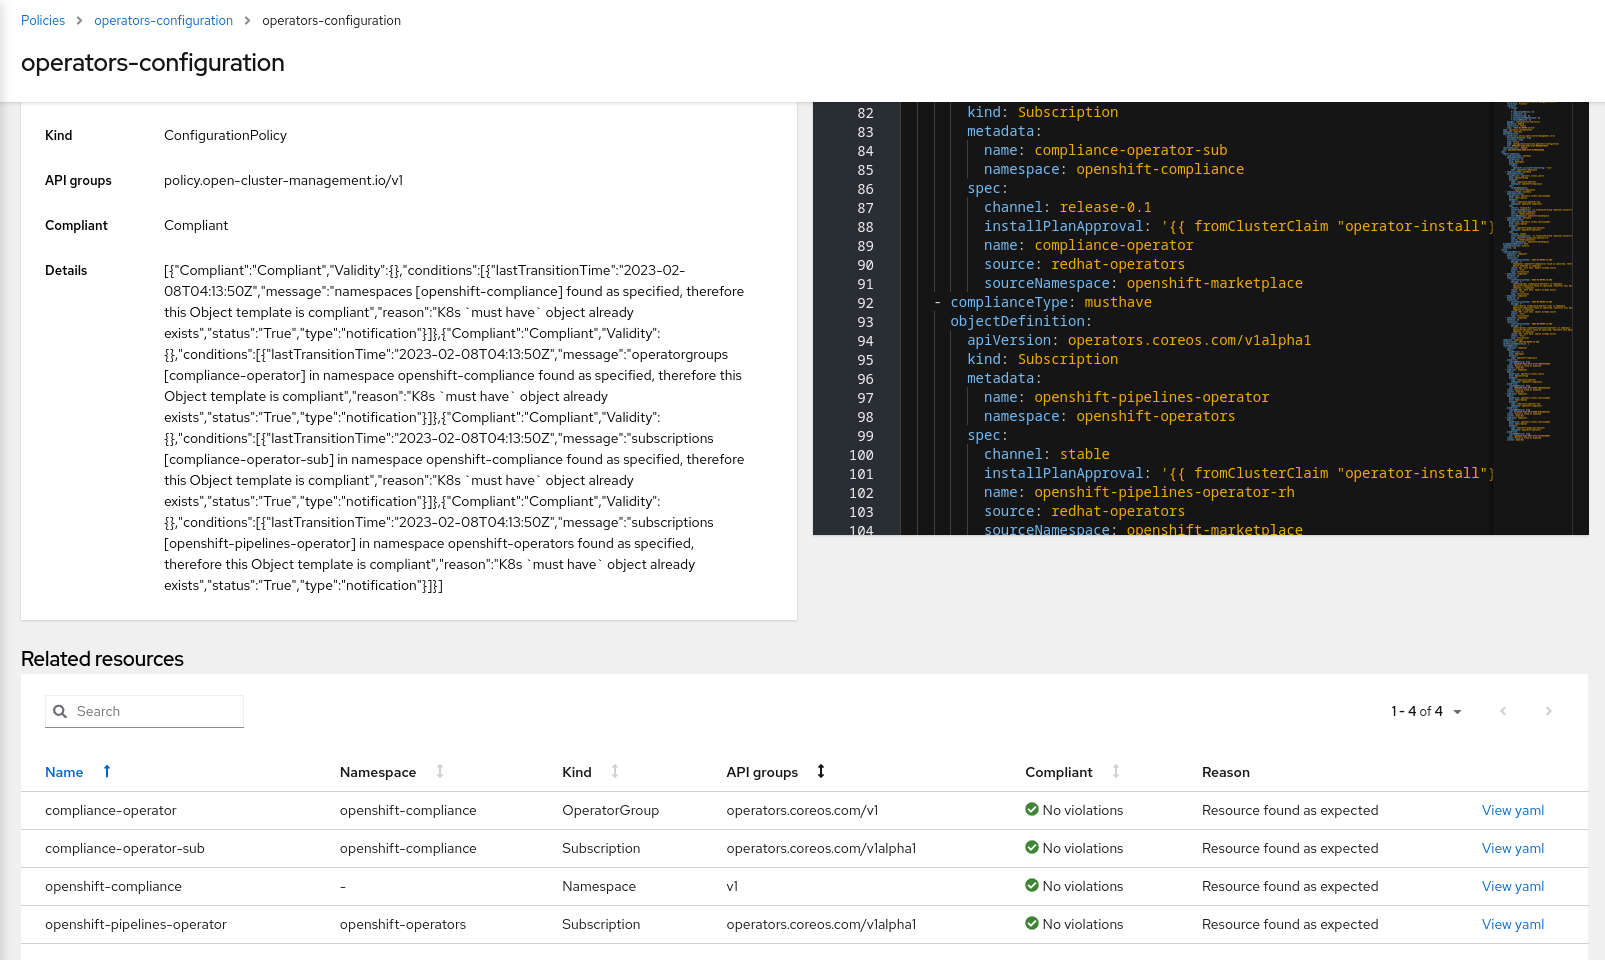 Policies > operators-configuration > operators-configuration
operators-configuration
Kind ConfigurationPolicy
API groups policy.open-cluster-management.io/v1
Compliant Compliant
Details [{"Compliant":"Compliant","Validity":{},"conditions":[{"lastTransitionTime":"2023-02-
08T04:13:50Z","message":"namespaces [openshift-compliance] found as specified, therefore
this Object template is compliant","reason":"K8s `must have` object already
exists","status":"True","type":"notification"}]},{"Compliant":"Compliant","Validity":
{},"conditions":[{"lastTransitionTime":"2023-02-08T04:13:50Z","message":"operatorgroups
[compliance-operator] in namespace openshift-compliance found as specified, therefore this
Object template is compliant","reason":"K8s `must have` object already
exists","status":"True","type":"notification"}]},{"Compliant":"Compliant","Validity":
{},"conditions":[{"lastTransitionTime":"2023-02-08T04:13:50Z","message":"subscriptions
[compliance-operator-sub] in namespace openshift-compliance found as specified, therefore
this Object template is compliant","reason":"K8s `must have` object already
exists","status":"True","type":"notification"}]},{"Compliant":"Compliant","Validity":
{},"conditions":[{"lastTransitionTime":"2023-02-08T04:13:50Z","message":"subscriptions
[openshift-pipelines-operator] in namespace openshift-operators found as specified,
therefore this Object template is compliant","reason":"K8s `must have` object already
exists","status":"True","type":"notification"}]}]
82 kind: Subscription
83 metadata:
84 name: compliance-operator-sub
85 namespace: openshift-compliance
86 spec:
87 channel: release-0.1
88 installPlanApproval: '{{ fromClusterClaim "operator-install"}
89 name: compliance-operator
90 source: redhat-operators
91 sourceNamespace: openshift-marketplace
92 - complianceType: musthave
93 objectDefinition:
94 apiVersion: operators.coreos.com/v1alpha1
95 kind: Subscription
96 metadata:
97 name: openshift-pipelines-operator
98 namespace: openshift-operators
99 spec:
100 channel: stable
101 installPlanApproval: '{{ fromClusterClaim "operator-install"}
102 name: openshift-pipelines-operator-rh
103 source: redhat-operators
104 sourceNamespace: openshift-marketplace
Related resources
Search
1 - 4 of 4
Name Namespace Kind API groups Compliant Reason
compliance-operator openshift-compliance OperatorGroup operators.coreos.com/v1 No violations Resource found as expected View yaml
compliance-operator-sub openshift-compliance Subscription operators.coreos.com/v1alpha1 No violations Resource found as expected View yaml
openshift-compliance - Namespace v1 No violations Resource found as expected View yaml
openshift-pipelines-operator openshift-operators Subscription operators.coreos.com/v1alpha1 No violations Resource found as expected View yaml